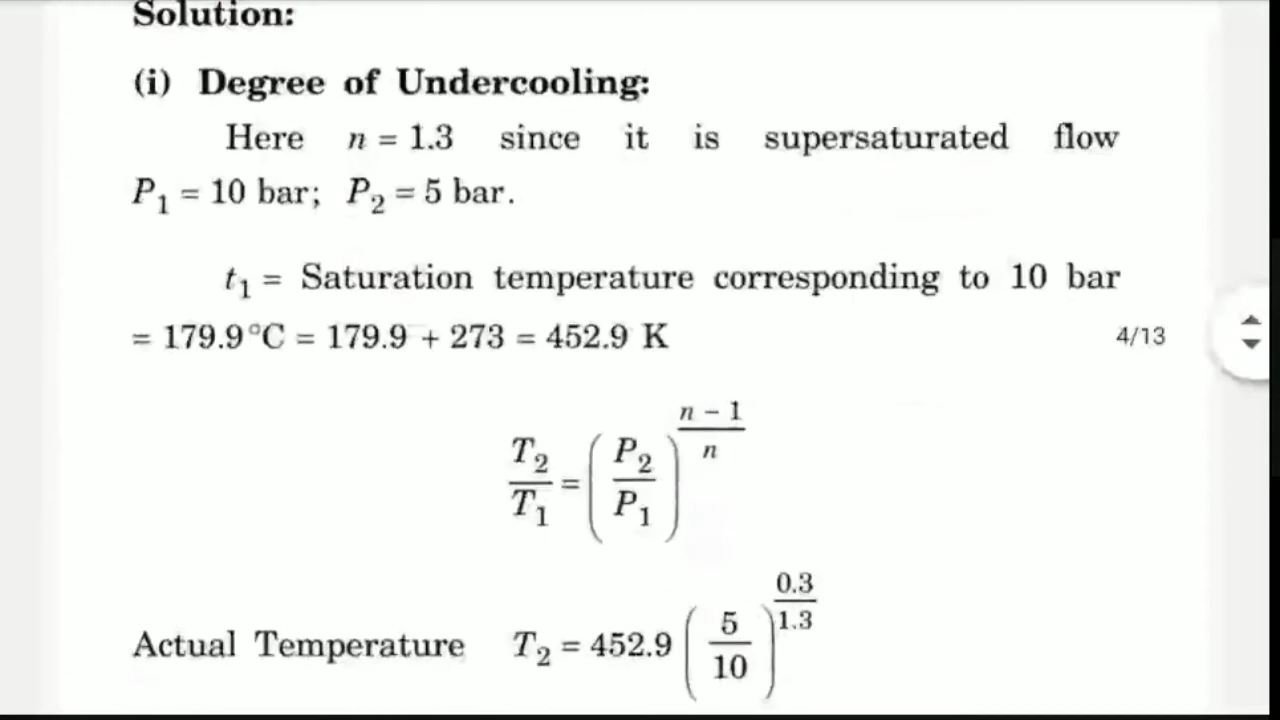 Solution:
(i) Degree of Undercooling:
Here n = 1.3 since it is supersaturated flow
P₁ = 10 bar; P₂ = 5 bar.
t₁ = Saturation temperature corresponding to 10 bar
= 179.9°C = 179.9 + 273 = 452.9 K
4/13
T₂/T₁ = (P₂/P₁)^((n − 1)/n)
Actual Temperature T₂ = 452.9 (5/10)^(0.3/1.3)